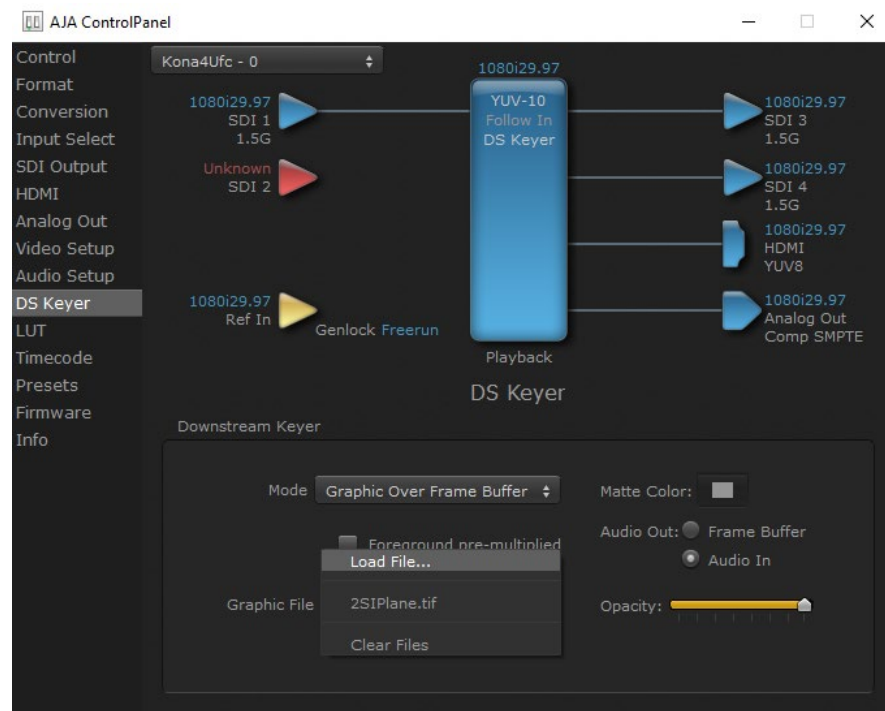 AJA ControlPanel
Control
Format
Conversion
Input Select
SDI Output
HDMI
Analog Out
Video Setup
Audio Setup
DS Keyer
LUT
Timecode
Presets
Firmware
Info
Kona4Ufc - 0
1080i29.97
SDI 1
1.5G
Unknown
SDI 2
1080i29.97
Ref In
Genlock Freerun
1080i29.97
YUV-10
Follow In
DS Keyer
Playback
1080i29.97
SDI 3
1.5G
1080i29.97
SDI 4
1.5G
1080i29.97
HDMI
YUV8
1080i29.97
Analog Out
Comp SMPTE
DS Keyer
Downstream Keyer
Mode Graphic Over Frame Buffer
Foreground pre-multiplied
Load File...
Graphic File 2SIPlane.tif
Clear Files
Matte Color:
Audio Out: Frame Buffer
Audio In
Opacity: